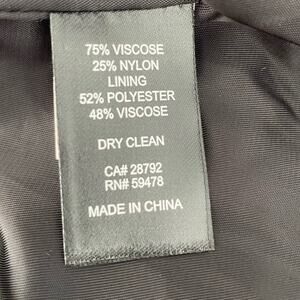 75% VISCOSE
25% NYLON
LINING
52% POLYESTER
48% VISCOSE
DRY CLEAN
CA# 28792
RN# 59478
MADE IN CHINA